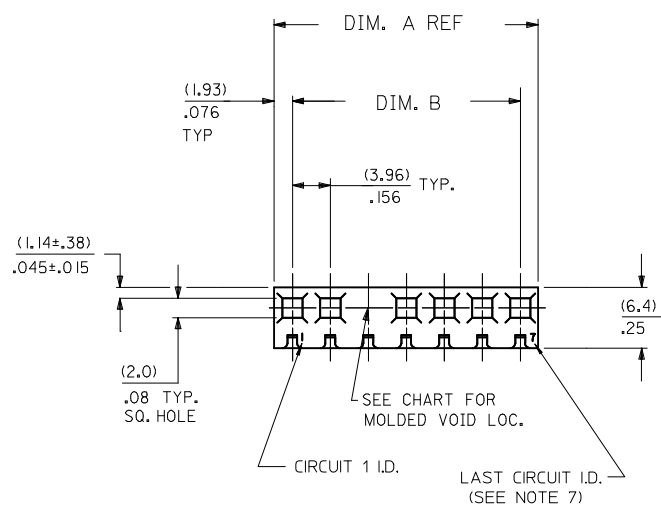 DIM. A REF
(1.93)
.076
TYP
DIM. B
(3.96) TYP.
.156
(1.14±.38)
.045±.015
(6.4)
.25
(2.0)
.08 TYP.
SQ. HOLE
1
7
SEE CHART FOR
MOLDED VOID LOC.
CIRCUIT 1 I.D.
LAST CIRCUIT I.D.
(SEE NOTE 7)